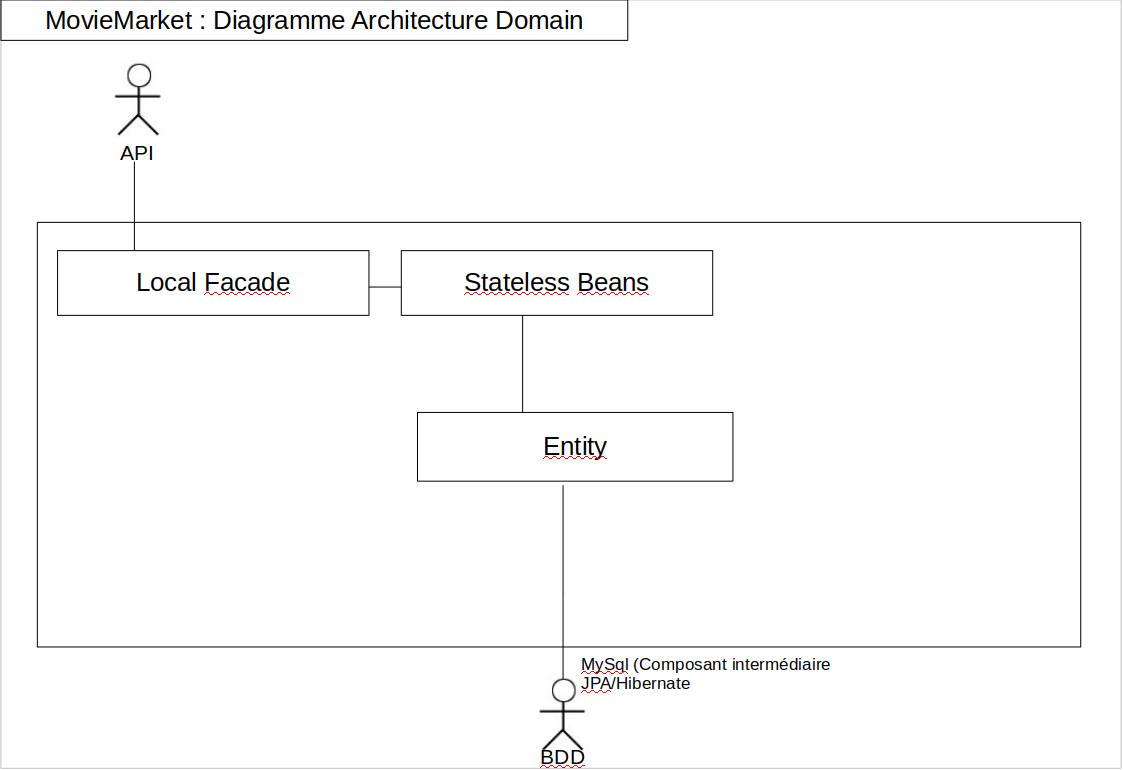 MovieMarket : Diagramme Architecture Domain
API
Local Facade
Stateless Beans
Entity
MySql (Composant intermédiaire
JPA/Hibernate
BDD